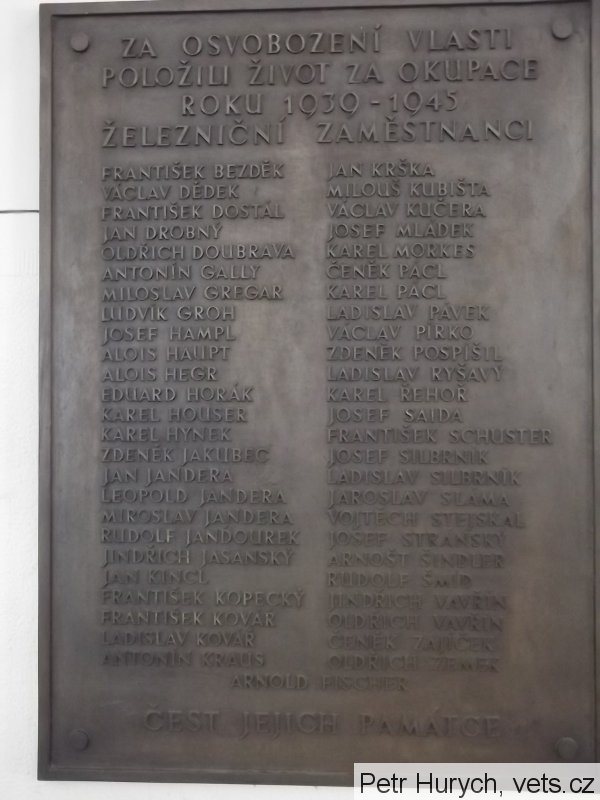 ZA OSVOBOZENÍ VLASTI
POLOŽILI ŽIVOT ZA OKUPACE
ROKU 1939-1945
ŽELEZNIČNÍ ZAMĚSTNANCI
FRANTIŠEK BEZDĚK
VÁCLAV DĚDEK
FRANTIŠEK DOSTÁL
JAN DROBNÝ
OLDŘICH DOUBRAVA
ANTONÍN GALLY
MILOSLAV GREGAR
LUDVÍK GROH
JOSEF HAMPL
ALOIS HAUPT
ALOIS HEGR
EDUARD HORÁK
KAREL HOUSER
KAREL HYNEK
ZDENĚK JAKUBEC
JAN JANDERA
LEOPOLD JANDERA
MIROSLAV JANDERA
RUDOLF JANDOUREK
JINDŘICH JASANSKÝ
JAN KINCL
FRANTIŠEK KOPECKÝ
FRANTIŠEK KOVÁŘ
LADISLAV KOVÁŘ
ANTONÍN KRAUS
JAN KRŠKA
MILOUŠ KUBIŠTA
VÁCLAV KUČERA
JOSEF MLÁDEK
KAREL MORKES
ČENĚK PACL
KAREL PACL
LADISLAV PÁVEK
VÁCLAV PIRKO
ZDENĚK POSPÍŠIL
LADISLAV RYŠAVÝ
KAREL ŘEHOŘ
JOSEF SAIDA
FRANTIŠEK SCHUSTER
JOSEF SILBRNÍK
LADISLAV SILBRNÍK
JAROSLAV SLÁMA
VOJTĚCH STEJSKAL
JOSEF STRANSKÝ
ARNOŠT ŠINDLER
RUDOLF ŠMÍD
JINDŘICH VAVŘÍN
OLDŘICH VAVŘÍN
ČENĚK ZAJÍČEK
OLDŘICH ZEMEK
ARNOLD FISCHER
ČEST JEJICH PAMÁTCE
Petr Hurych, vets.cz